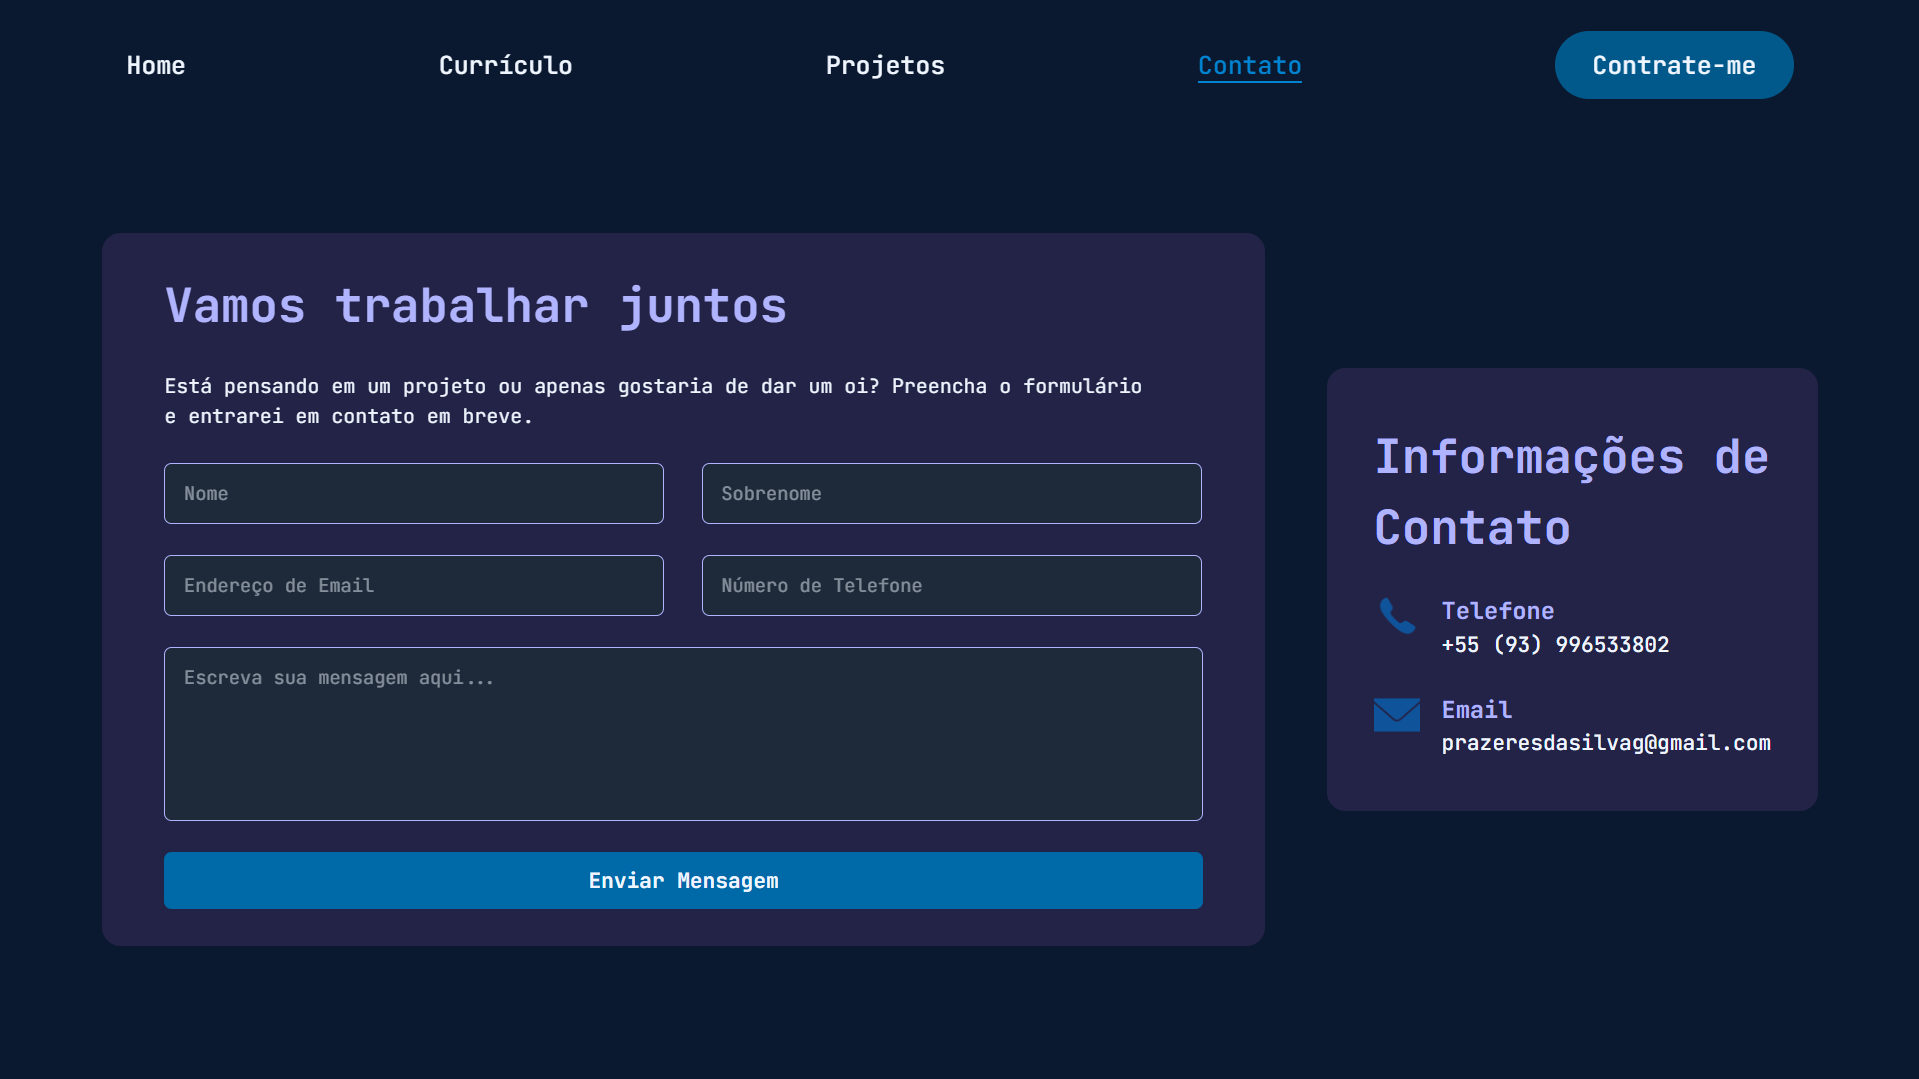 Home
Currículo
Projetos
Contato
Contrate-me
Vamos trabalhar juntos
Está pensando em um projeto ou apenas gostaria de dar um oi? Preencha o formulário
e entrarei em contato em breve.
Nome
Sobrenome
Endereço de Email
Número de Telefone
Escreva sua mensagem aqui...
Enviar Mensagem
Informações de
Contato
Telefone
+55 (93) 996533802
Email
prazeresdasilvag@gmail.com